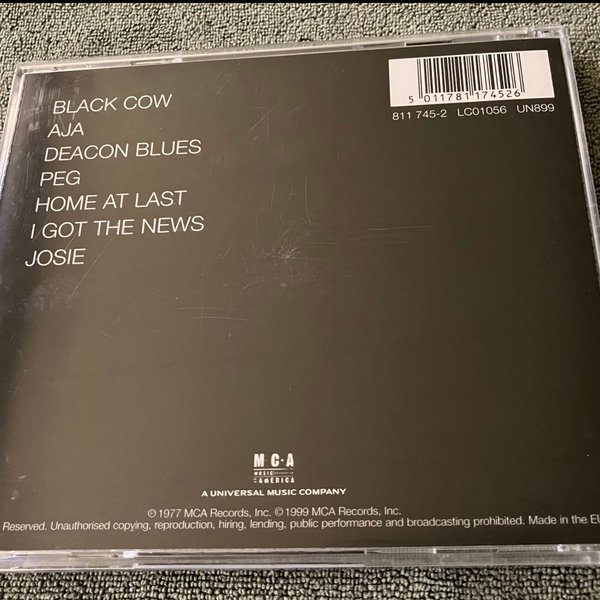 BLACK COW
AJA
DEACON BLUES
PEG
HOME AT LAST
I GOT THE NEWS
JOSIE
5 011781 174526
811 745-2 LC01056 UN899
M C·A
MUSIC
AMERICA
A UNIVERSAL MUSIC COMPANY
℗ 1977 MCA Records, Inc. © 1999 MCA Records, Inc.
Reserved. Unauthorised copying, reproduction, hiring, lending, public performance and broadcasting prohibited. Made in the EU